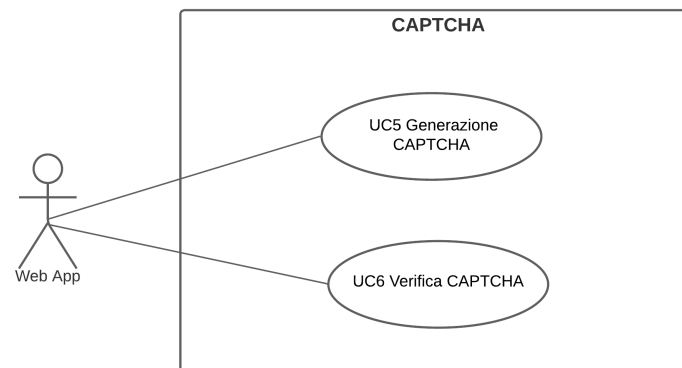 CAPTCHA
UC5 Generazione
CAPTCHA
Web App
UC6 Verifica CAPTCHA